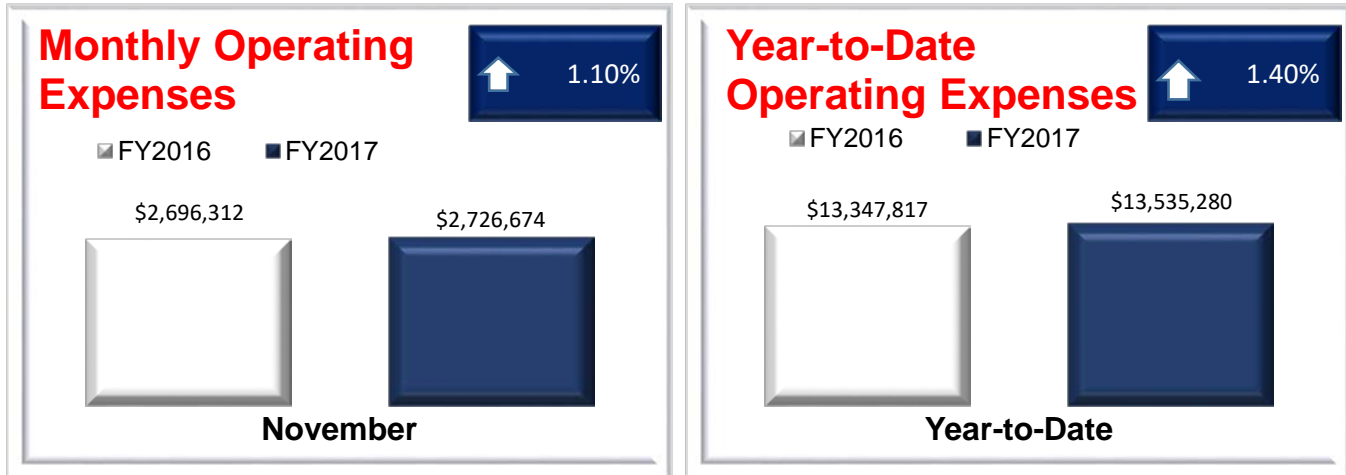 Monthly Operating
Expenses
1.10%
FY2016 FY2017
$2,696,312
$2,726,674
November
Year-to-Date
Operating Expenses
1.40%
FY2016 FY2017
$13,347,817
$13,535,280
Year-to-Date